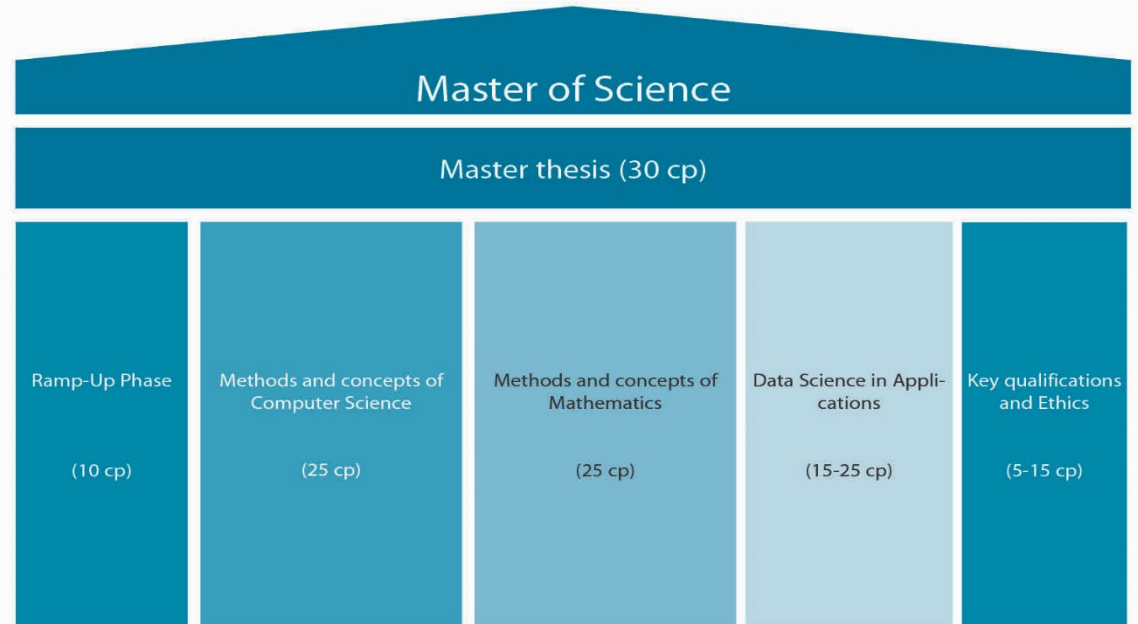 Master of Science
Master thesis (30 cp)
Ramp-Up Phase
(10 cp)
Methods and concepts of
Computer Science
(25 cp)
Methods and concepts of
Mathematics
(25 cp)
Data Science in Appli-
cations
(15-25 cp)
Key qualifications
and Ethics
(5-15 cp)